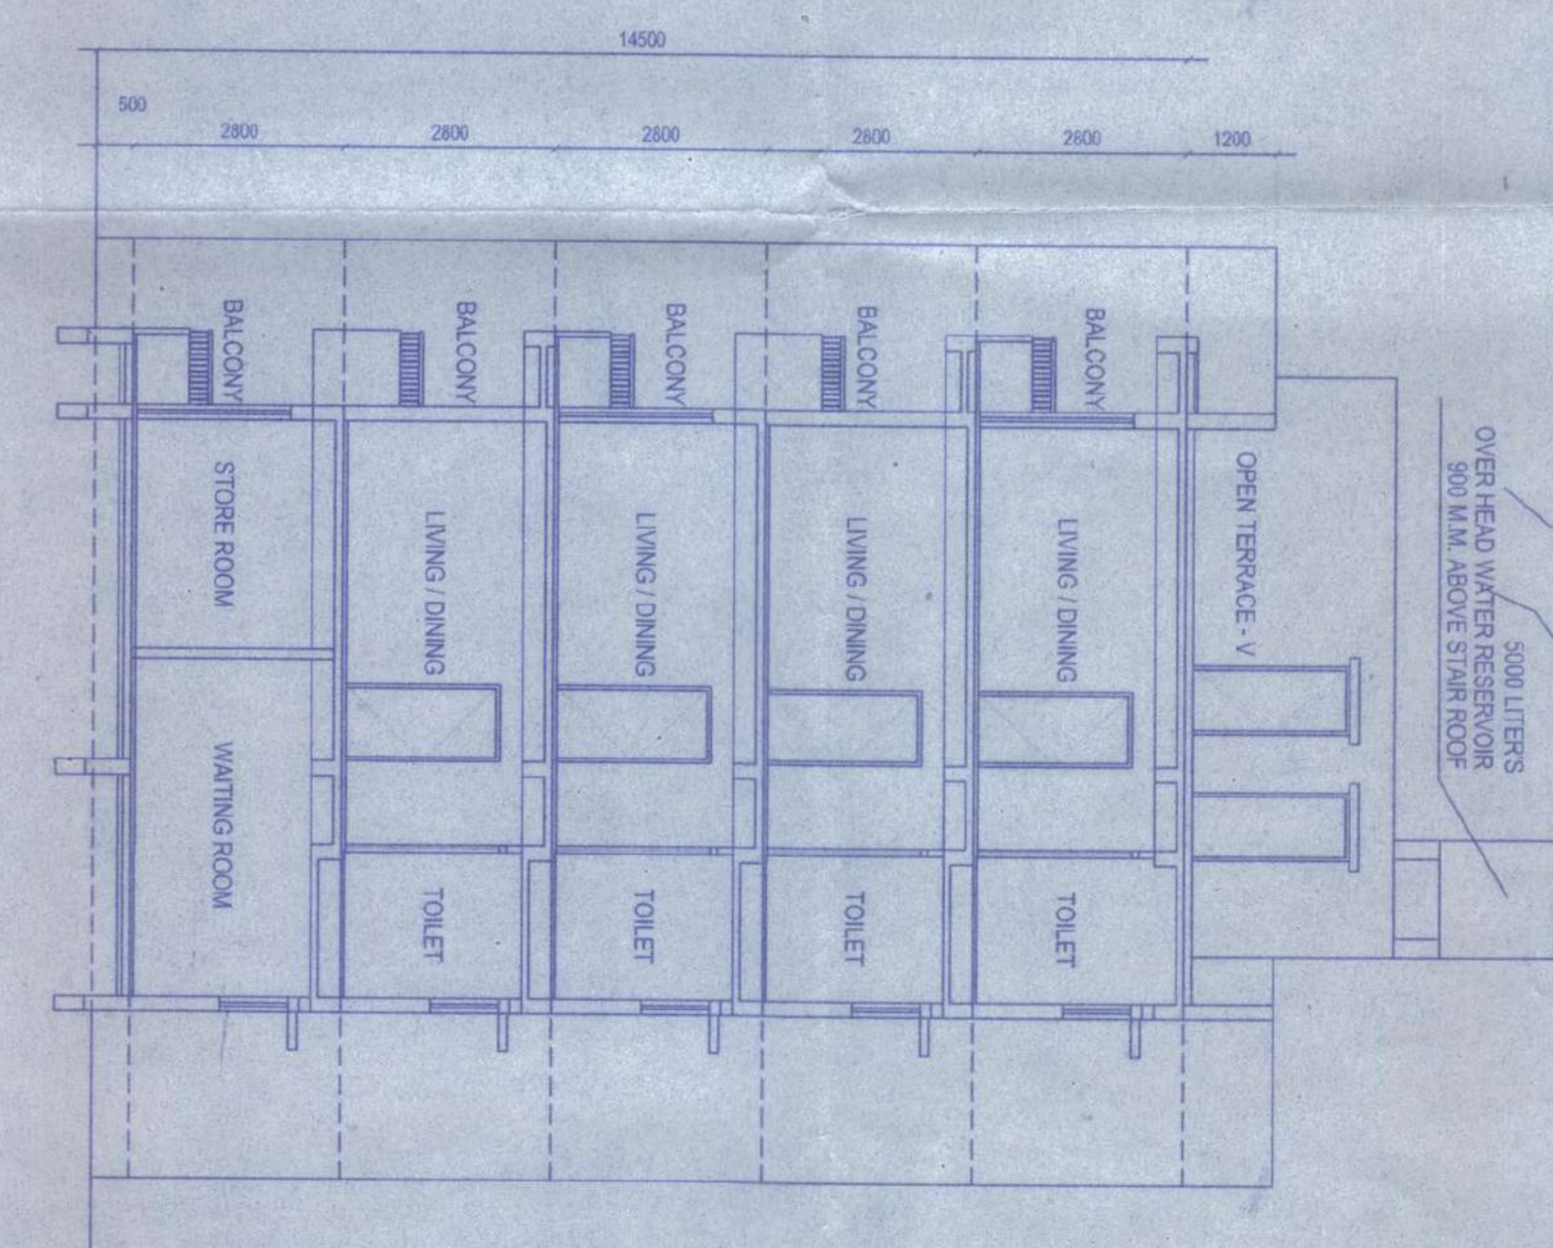 14500
500
2800
2800
2800
2800
2800
1200
BALCONY
BALCONY
BALCONY
BALCONY
BALCONY
STORE ROOM
LIVING / DINING
LIVING / DINING
LIVING / DINING
LIVING / DINING
OPEN TERRACE - V
WAITING ROOM
TOILET
TOILET
TOILET
TOILET
5000 LITER'S
OVER HEAD WATER RESERVOIR
900 M.M. ABOVE STAIR ROOF